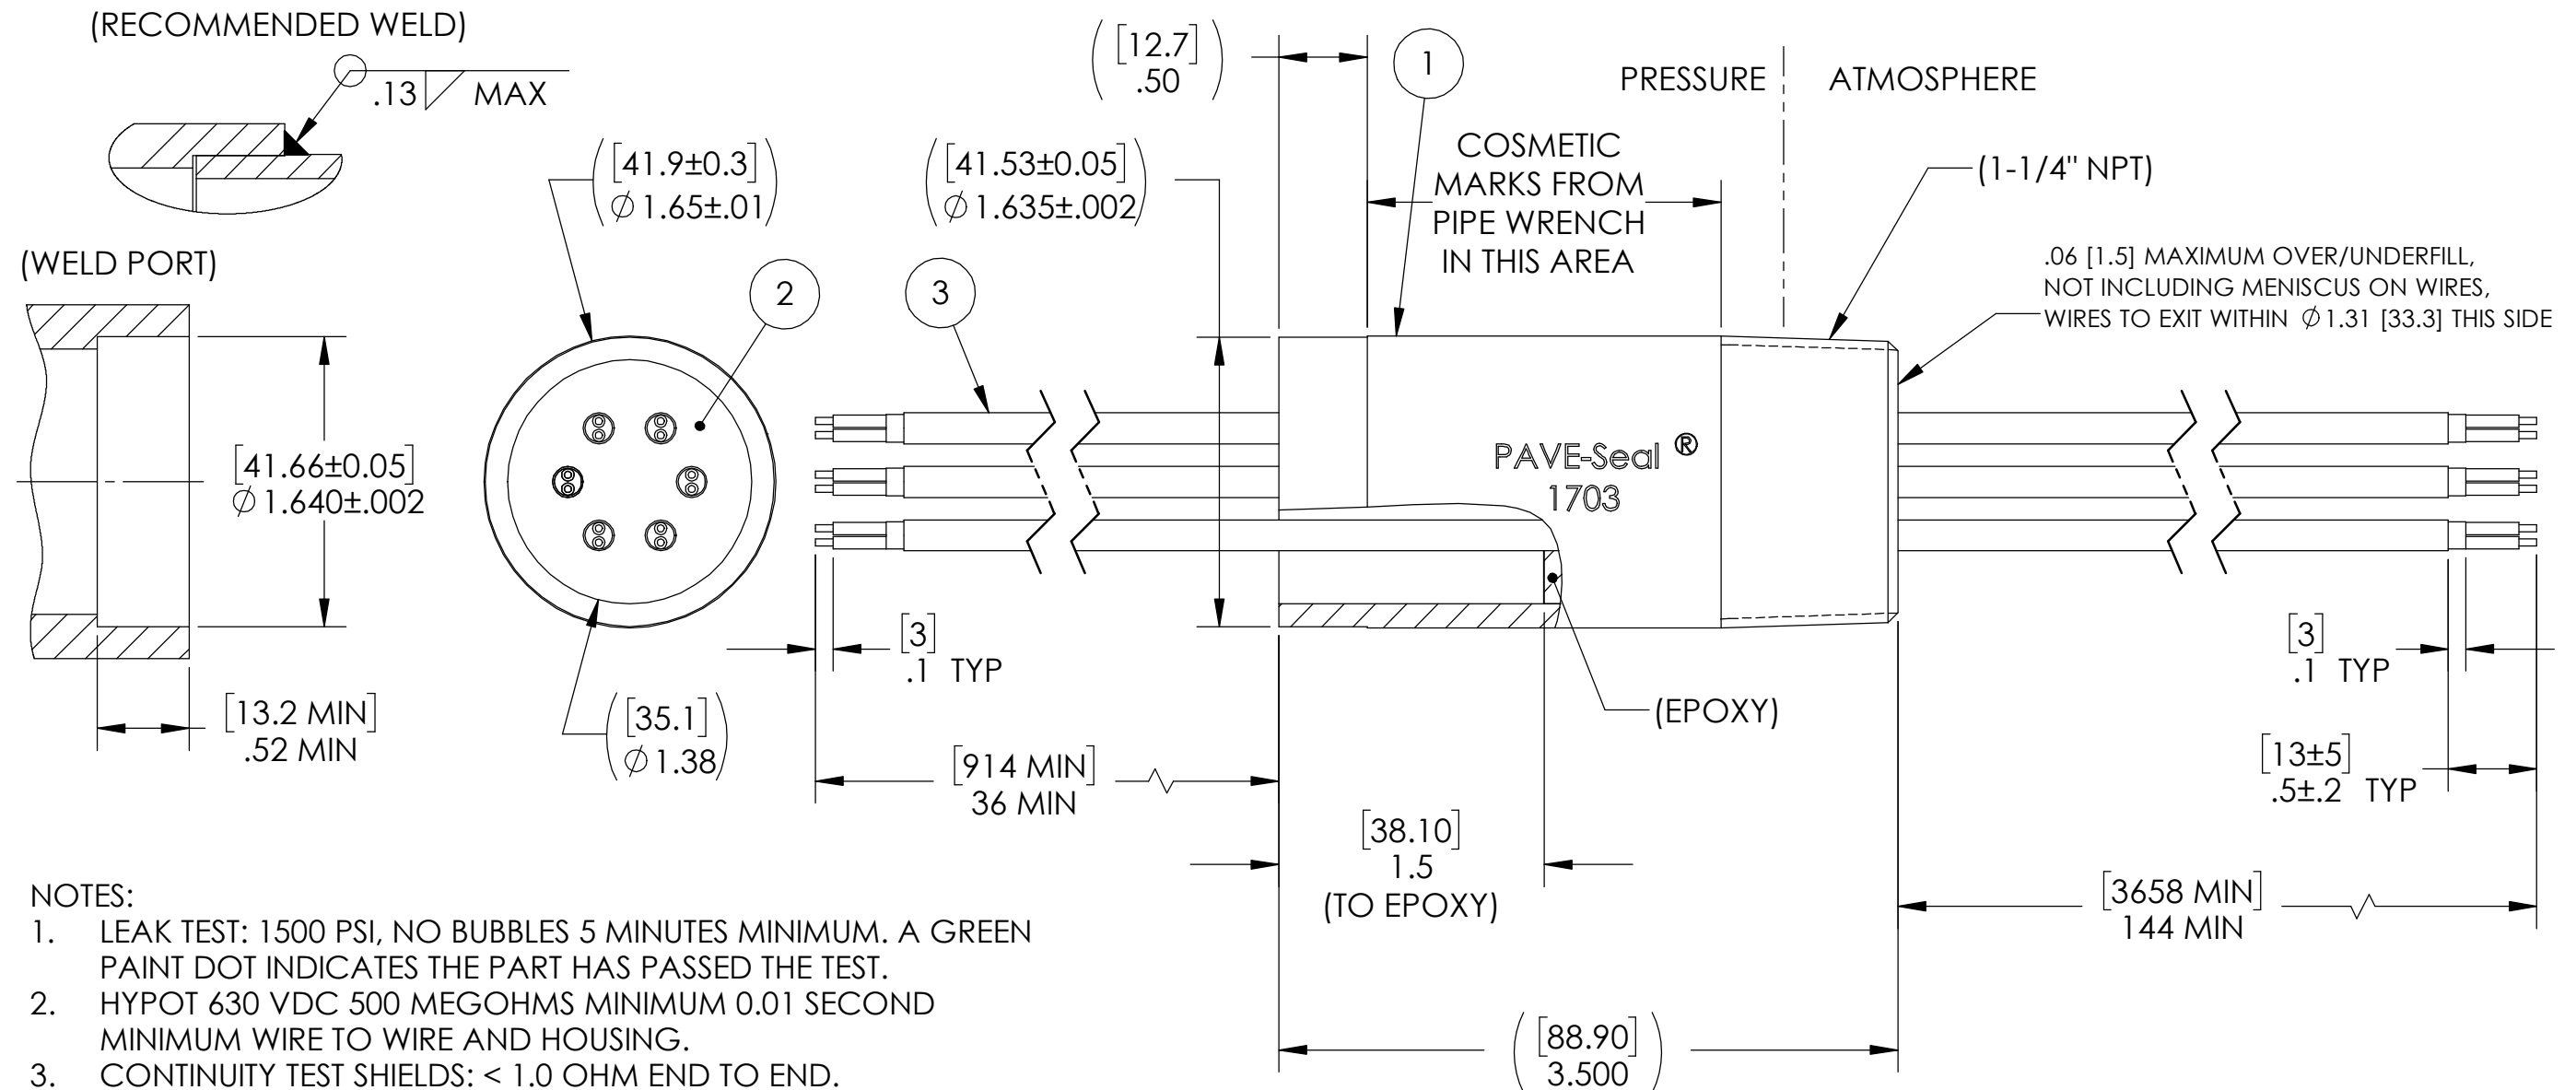 (RECOMMENDED WELD)
.13 MAX
(WELD PORT)
[41.66±0.05]
∅ 1.640±.002
[13.2 MIN]
.52 MIN
([41.9±0.3]
∅ 1.65±.01)
2
([35.1]
∅ 1.38)
([41.53±0.05]
∅ 1.635±.002)
3
([12.7]
.50)
1
PRESSURE
ATMOSPHERE
COSMETIC
MARKS FROM
PIPE WRENCH
IN THIS AREA
(1-1/4" NPT)
.06 [1.5] MAXIMUM OVER/UNDERFILL,
NOT INCLUDING MENISCUS ON WIRES,
WIRES TO EXIT WITHIN ∅ 1.31 [33.3] THIS SIDE
PAVE-Seal ®
1703
[3]
.1 TYP
[914 MIN]
36 MIN
(EPOXY)
[38.10]
1.5
(TO EPOXY)
[3]
.1 TYP
[13±5]
.5±.2 TYP
[3658 MIN]
144 MIN
([88.90]
3.500)
NOTES:
1. LEAK TEST: 1500 PSI, NO BUBBLES 5 MINUTES MINIMUM. A GREEN
PAINT DOT INDICATES THE PART HAS PASSED THE TEST.
2. HYPOT 630 VDC 500 MEGOHMS MINIMUM 0.01 SECOND
MINIMUM WIRE TO WIRE AND HOUSING.
3. CONTINUITY TEST SHIELDS: < 1.0 OHM END TO END.